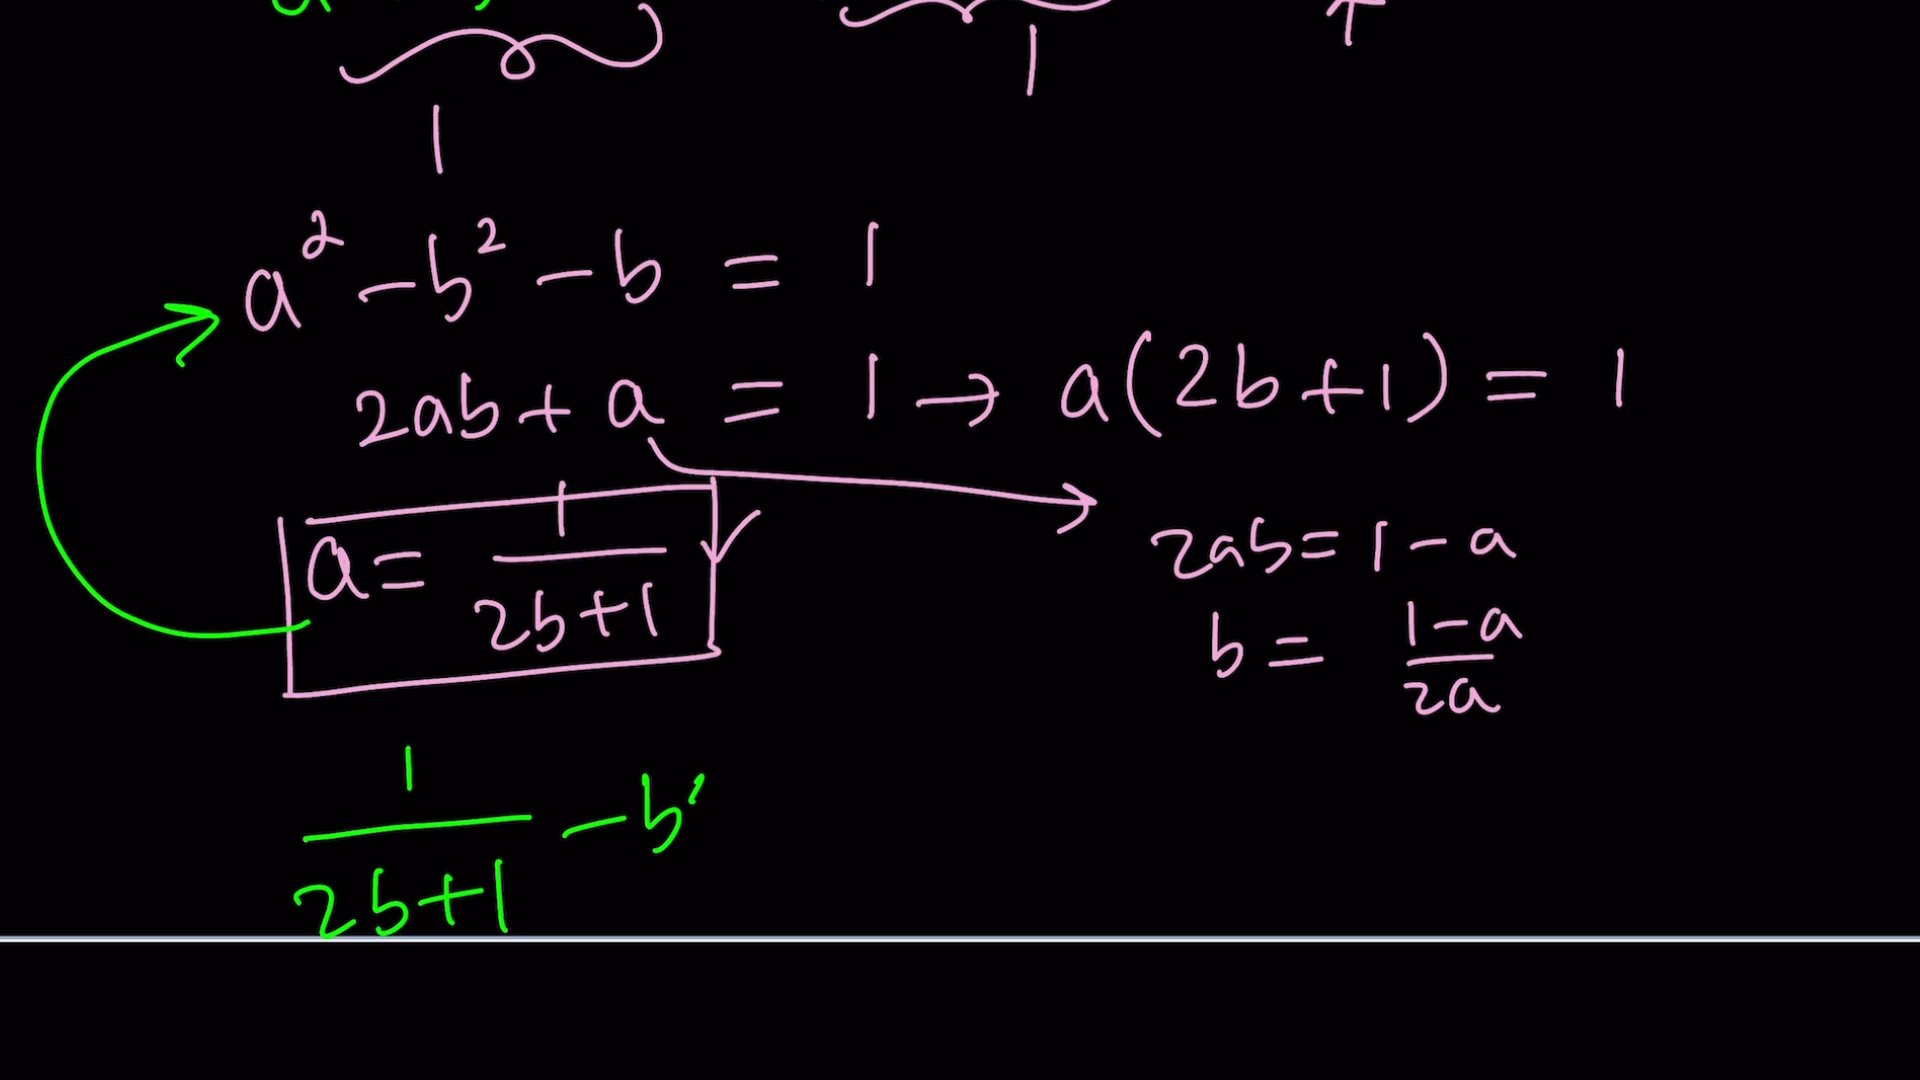 1
1
a² - b² - b = 1
2ab + a = 1 → a(2b+1) = 1
a = 1/(2b+1)
2ab = 1 - a
b = (1-a)/(2a)
1/(2b+1) - b